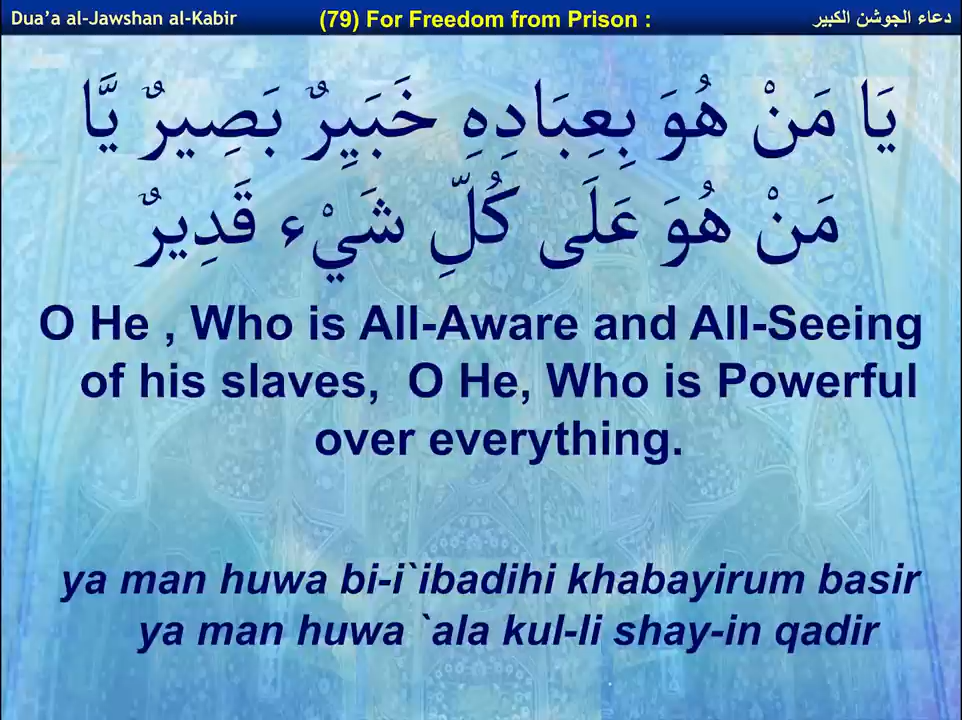 Dua’a al-Jawshan al-Kabir
(79) For Freedom from Prison :
دعاء الجوشن الكبير
يَا مَنْ هُوَ بِعِبَادِهِ خَبَيِرٌ بَصِيرٌ يَّا
مَنْ هُوَ عَلَى كُلِّ شَيْء قَدِيرٌ
O He , Who is All-Aware and All-Seeing
of his slaves,  O He, Who is Powerful
over everything.
ya man huwa bi-i`ibadihi khabayirum basir
ya man huwa `ala kul-li shay-in qadir